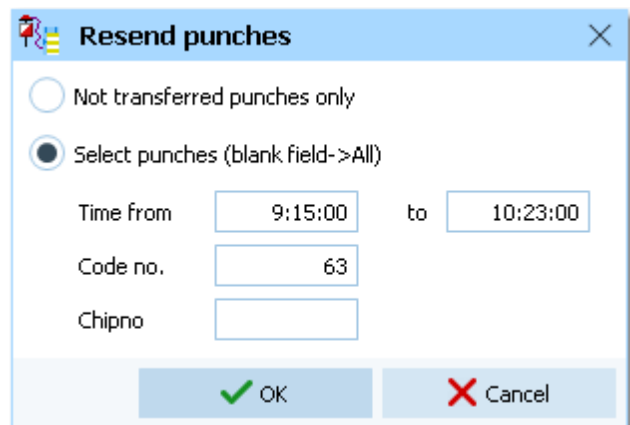 Resend punches
Not transferred punches only
Select punches (blank field->All)
Time from 9:15:00 to 10:23:00
Code no. 63
Chipno
OK Cancel